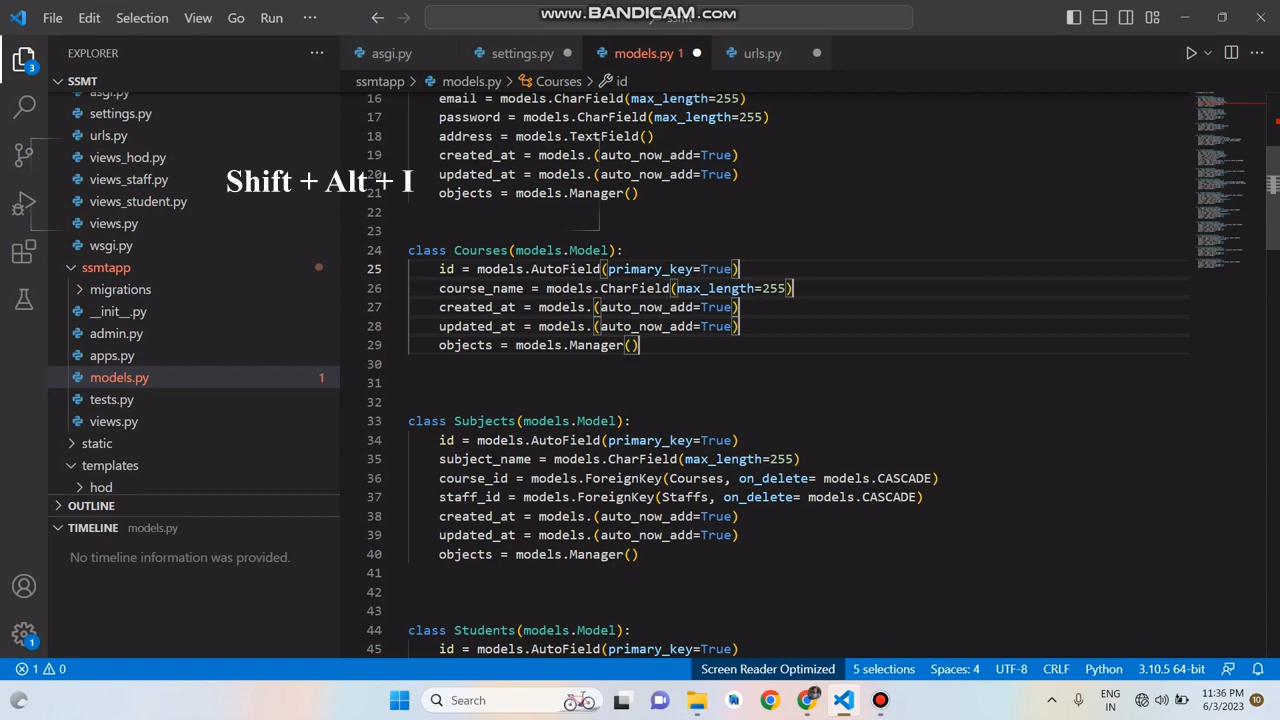 File Edit Selection View Go Run ···
www.BANDICAM.com
EXPLORER ···
asgi.py
settings.py
models.py 1
urls.py
SSMT
ssmtapp > models.py > Courses > id
asgi.py
settings.py
urls.py
views_hod.py
views_staff.py
views_student.py
views.py
wsgi.py
ssmtapp
migrations
__init__.py
admin.py
apps.py
models.py 1
tests.py
views.py
static
templates
hod
OUTLINE
TIMELINE models.py
No timeline information was provided.
3
1
Shift + Alt + I
16 email = models.CharField(max_length=255)
17 password = models.CharField(max_length=255)
18 address = models.TextField()
19 created_at = models.(auto_now_add=True)
20 updated_at = models.(auto_now_add=True)
21 objects = models.Manager()
22
23
24 class Courses(models.Model):
25 id = models.AutoField(primary_key=True)
26 course_name = models.CharField(max_length=255)
27 created_at = models.(auto_now_add=True)
28 updated_at = models.(auto_now_add=True)
29 objects = models.Manager()
30
31
32
33 class Subjects(models.Model):
34 id = models.AutoField(primary_key=True)
35 subject_name = models.CharField(max_length=255)
36 course_id = models.ForeignKey(Courses, on_delete= models.CASCADE)
37 staff_id = models.ForeignKey(Staffs, on_delete= models.CASCADE)
38 created_at = models.(auto_now_add=True)
39 updated_at = models.(auto_now_add=True)
40 objects = models.Manager()
41
42
43
44 class Students(models.Model):
45 id = models.AutoField(primary_key=True)
1 0 Screen Reader Optimized 5 selections Spaces: 4 UTF-8 CRLF Python 3.10.5 64-bit
Search
ENG
IN
11:36 PM
6/3/2023
10